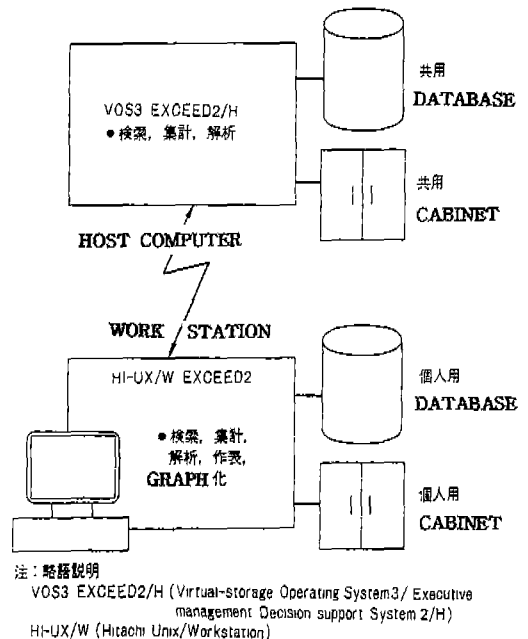 VOS3 EXCEED2/H
●検索，集計，解析
共用
DATABASE
共用
CABINET
HOST COMPUTER
WORK STATION
HI-UX/W EXCEED2
●検索，集計，
解析，作表，
GRAPH化
個人用
DATABASE
個人用
CABINET
注：略語説明
VOS3 EXCEED2/H (Virtual-storage Operating System3/ Executive
management Decision support System 2/H)
HI-UX/W (Hitachi Unix/Workstation)